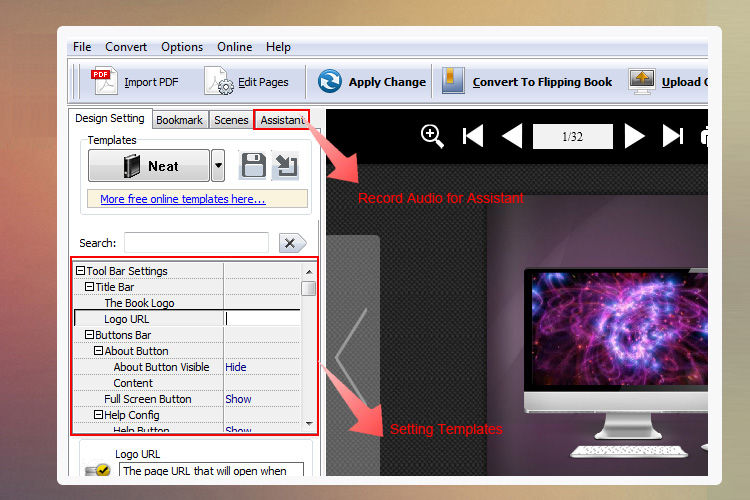 File Convert Options Online Help
PDF Import PDF Edit Pages Apply Change Convert To Flipping Book Upload
Design Setting Bookmark Scenes Assistant
Templates
Neat
1/32
More free online templates here...
Record Audio for Assistant
Search:
Tool Bar Settings
Title Bar
The Book Logo
Logo URL
Buttons Bar
About Button
About Button Visible Hide
Content
Full Screen Button Show
Help Config
Help Button Show
Setting Templates
Logo URL
The page URL that will open when